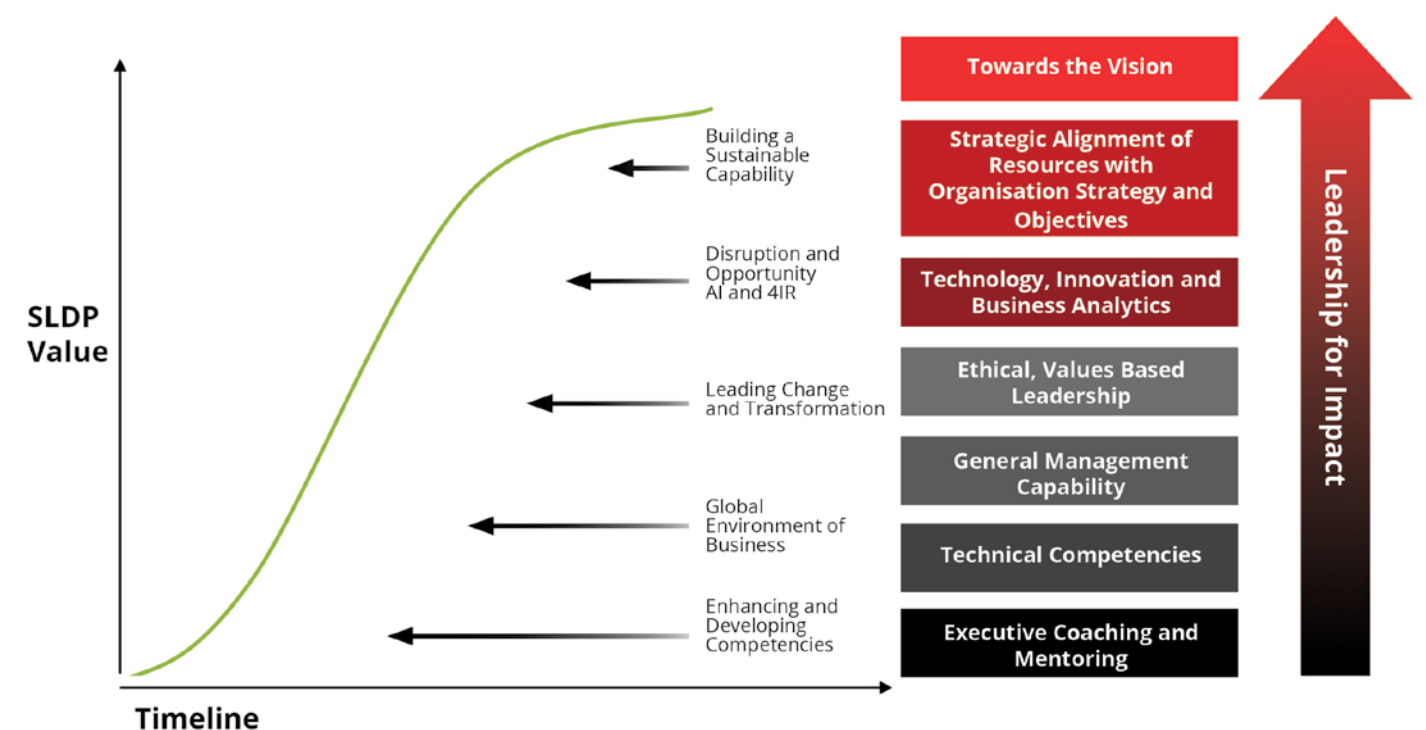 SLDP
Value
Timeline
Building a
Sustainable
Capability
Disruption and
Opportunity
AI and 4IR
Leading Change
and Transformation
Global
Environment of
Business
Enhancing and
Developing
Competencies
Towards the Vision
Strategic Alignment of
Resources with
Organisation Strategy and
Objectives
Technology, Innovation and
Business Analytics
Ethical, Values Based
Leadership
General Management
Capability
Technical Competencies
Executive Coaching and
Mentoring
Leadership for Impact